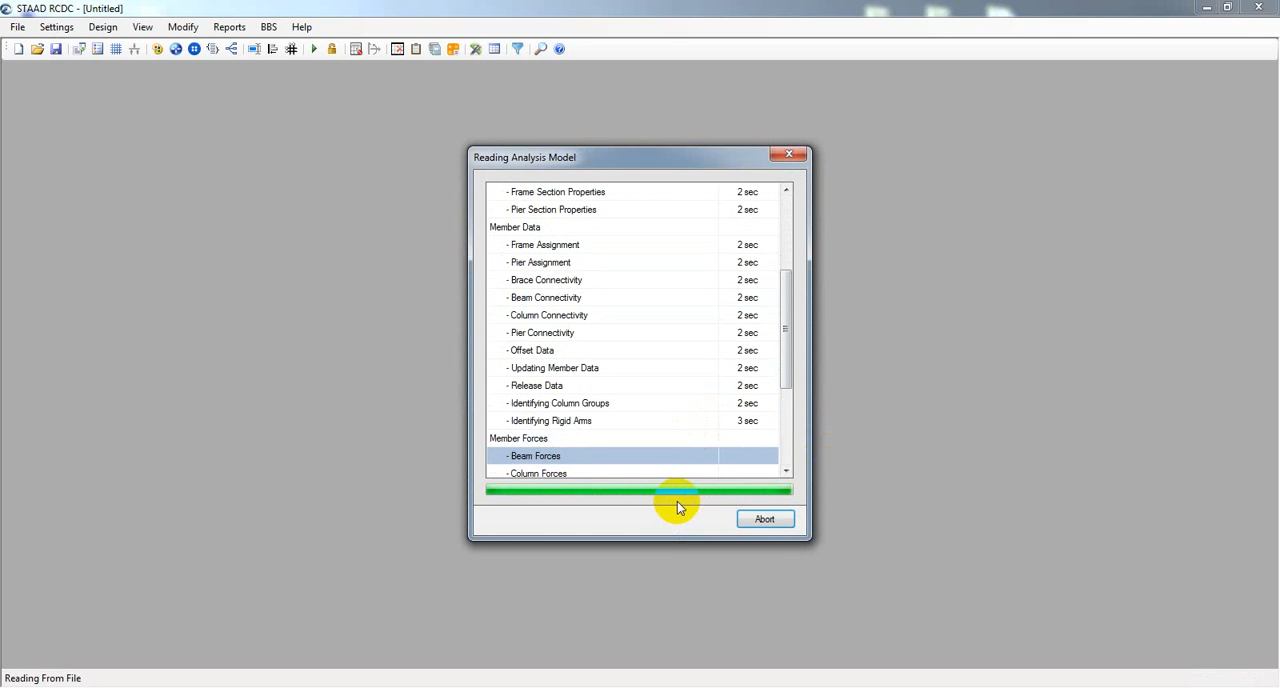 STAAD RCDC - [Untitled]
File Settings Design View Modify Reports BBS Help
Reading Analysis Model
- Frame Section Properties 2 sec
- Pier Section Properties 2 sec
Member Data
- Frame Assignment 2 sec
- Pier Assignment 2 sec
- Brace Connectivity 2 sec
- Beam Connectivity 2 sec
- Column Connectivity 2 sec
- Pier Connectivity 2 sec
- Offset Data 2 sec
- Updating Member Data 2 sec
- Release Data 2 sec
- Identifying Column Groups 2 sec
- Identifying Rigid Arms 3 sec
Member Forces
- Beam Forces
- Column Forces
Abort
Reading From File